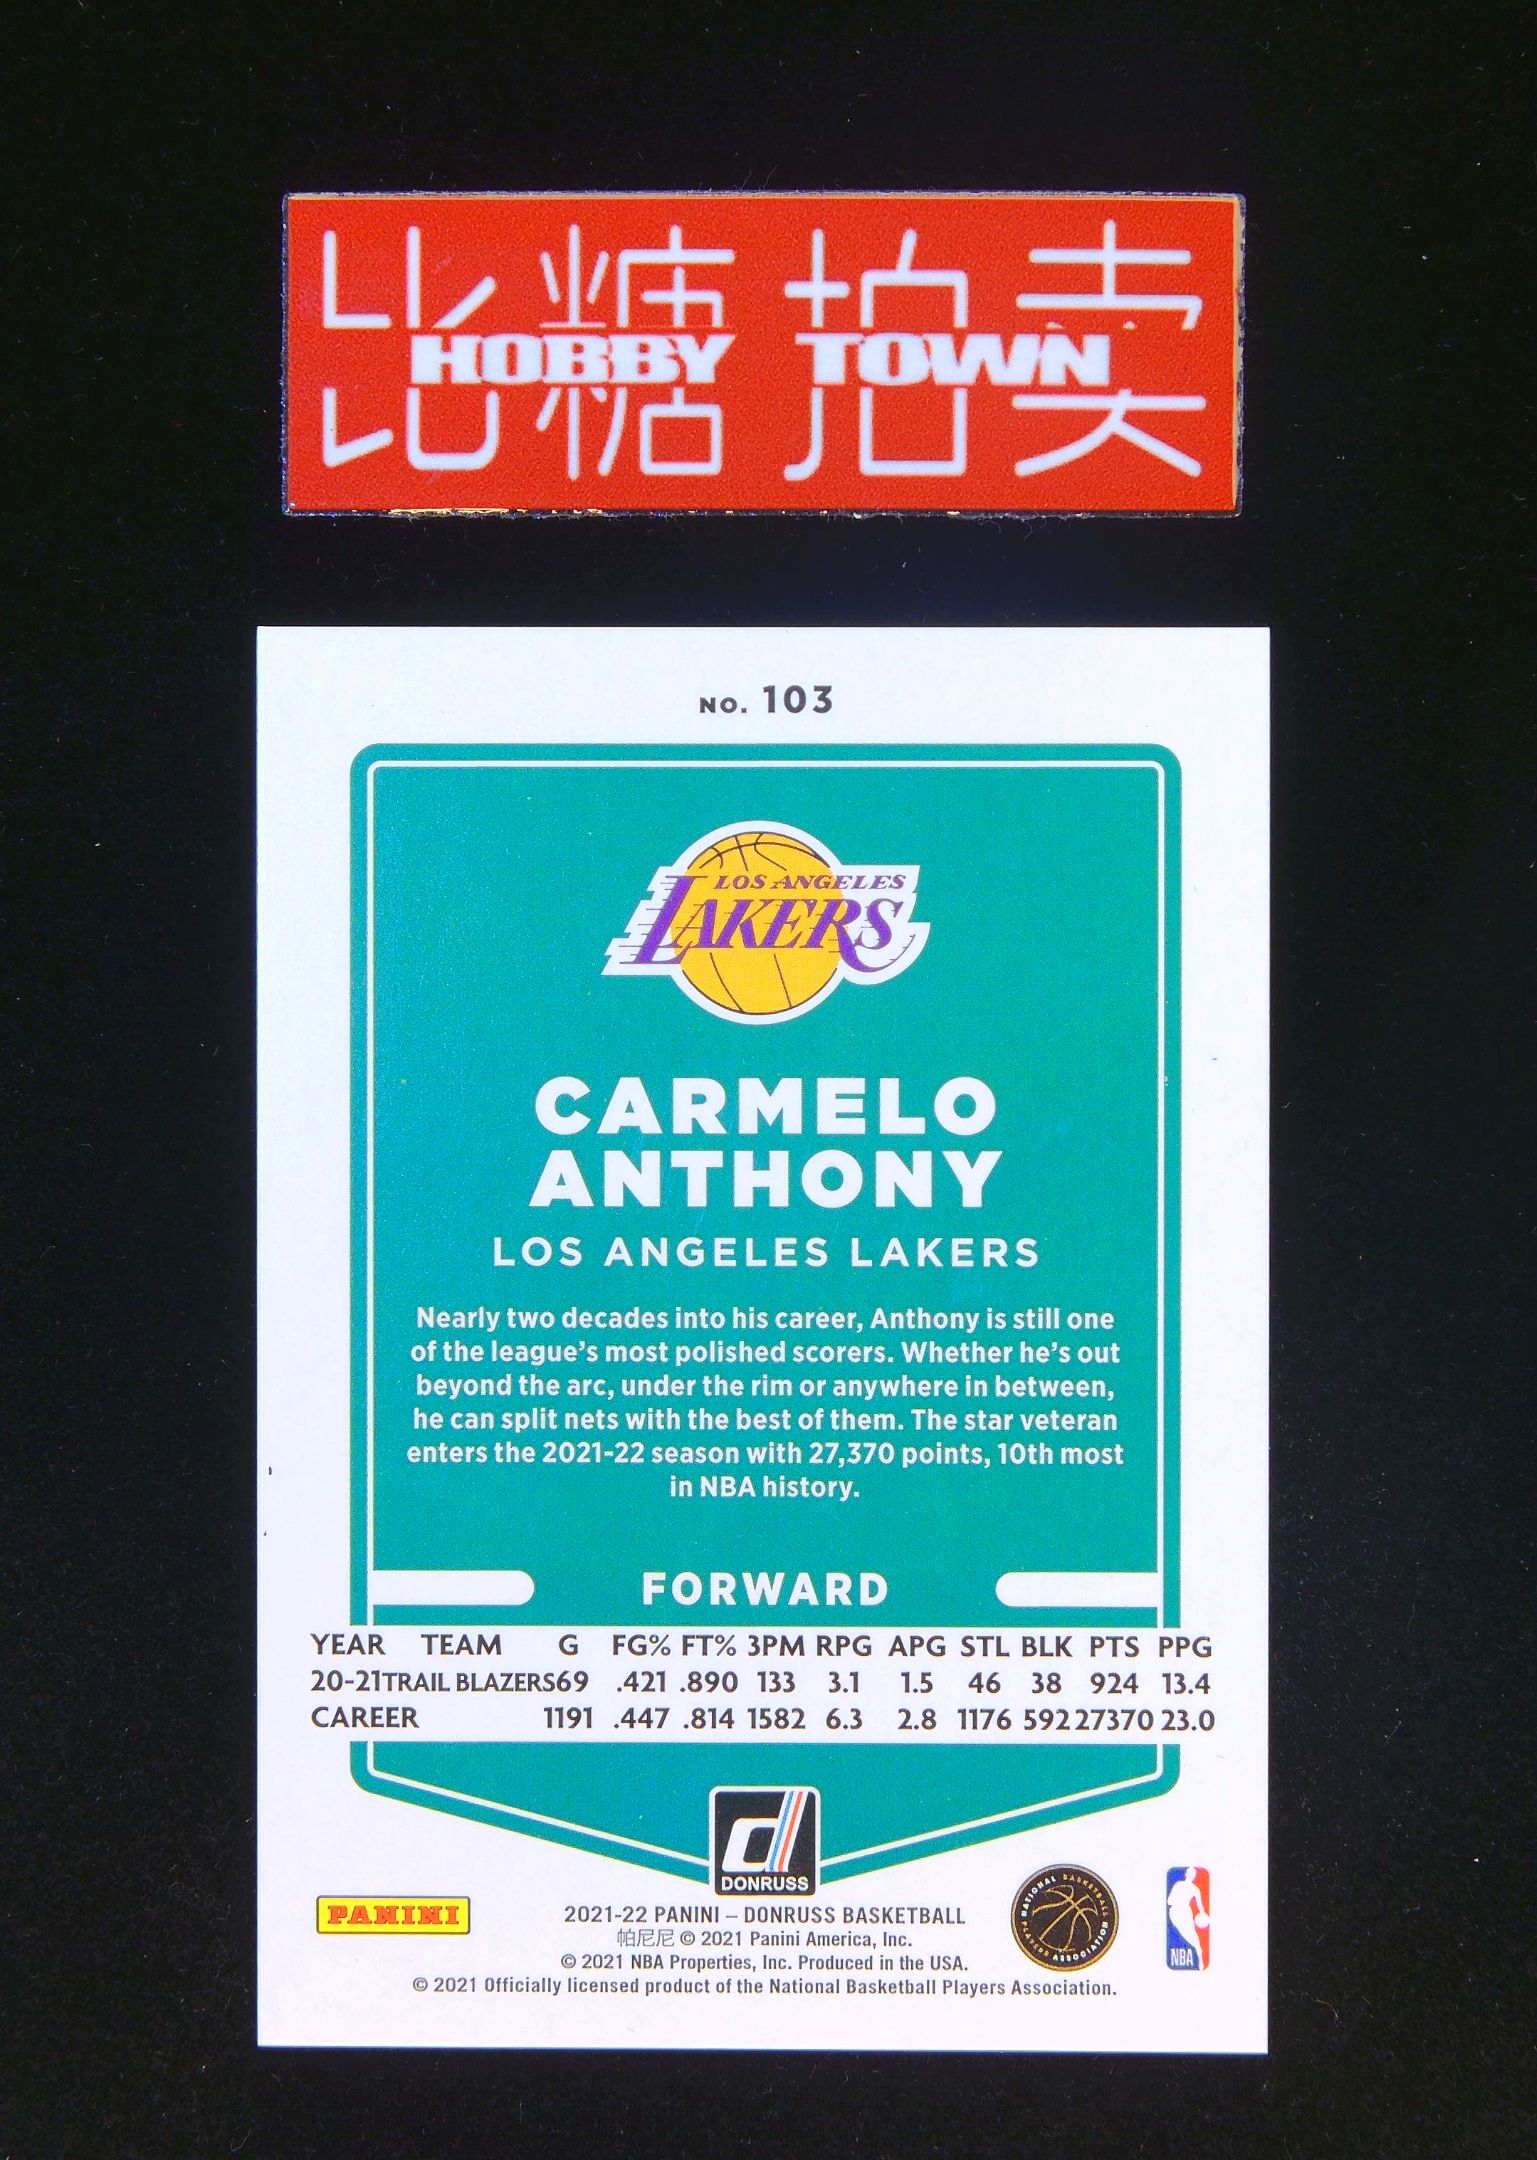 比糖拍卖
HOBBY TOWN
NO. 103
LOS ANGELES
LAKERS
CARMELO
ANTHONY
LOS ANGELES LAKERS
Nearly two decades into his career, Anthony is still one
of the league's most polished scorers. Whether he's out
beyond the arc, under the rim or anywhere in between,
he can split nets with the best of them. The star veteran
enters the 2021-22 season with 27,370 points, 10th most
in NBA history.
FORWARD
YEAR TEAM G FG% FT% 3PM RPG APG STL BLK PTS PPG
20-21 TRAIL BLAZERS 69 .421 .890 133 3.1 1.5 46 38 924 13.4
CAREER 1191 .447 .814 1582 6.3 2.8 1176 592 27370 23.0
DONRUSS
PANINI
2021-22 PANINI – DONRUSS BASKETBALL
帕尼尼 © 2021 Panini America, Inc.
© 2021 NBA Properties, Inc. Produced in the USA.
© 2021 Officially licensed product of the National Basketball Players Association.
NATIONAL BASKETBALL
PLAYERS ASSOCIATION
NBA